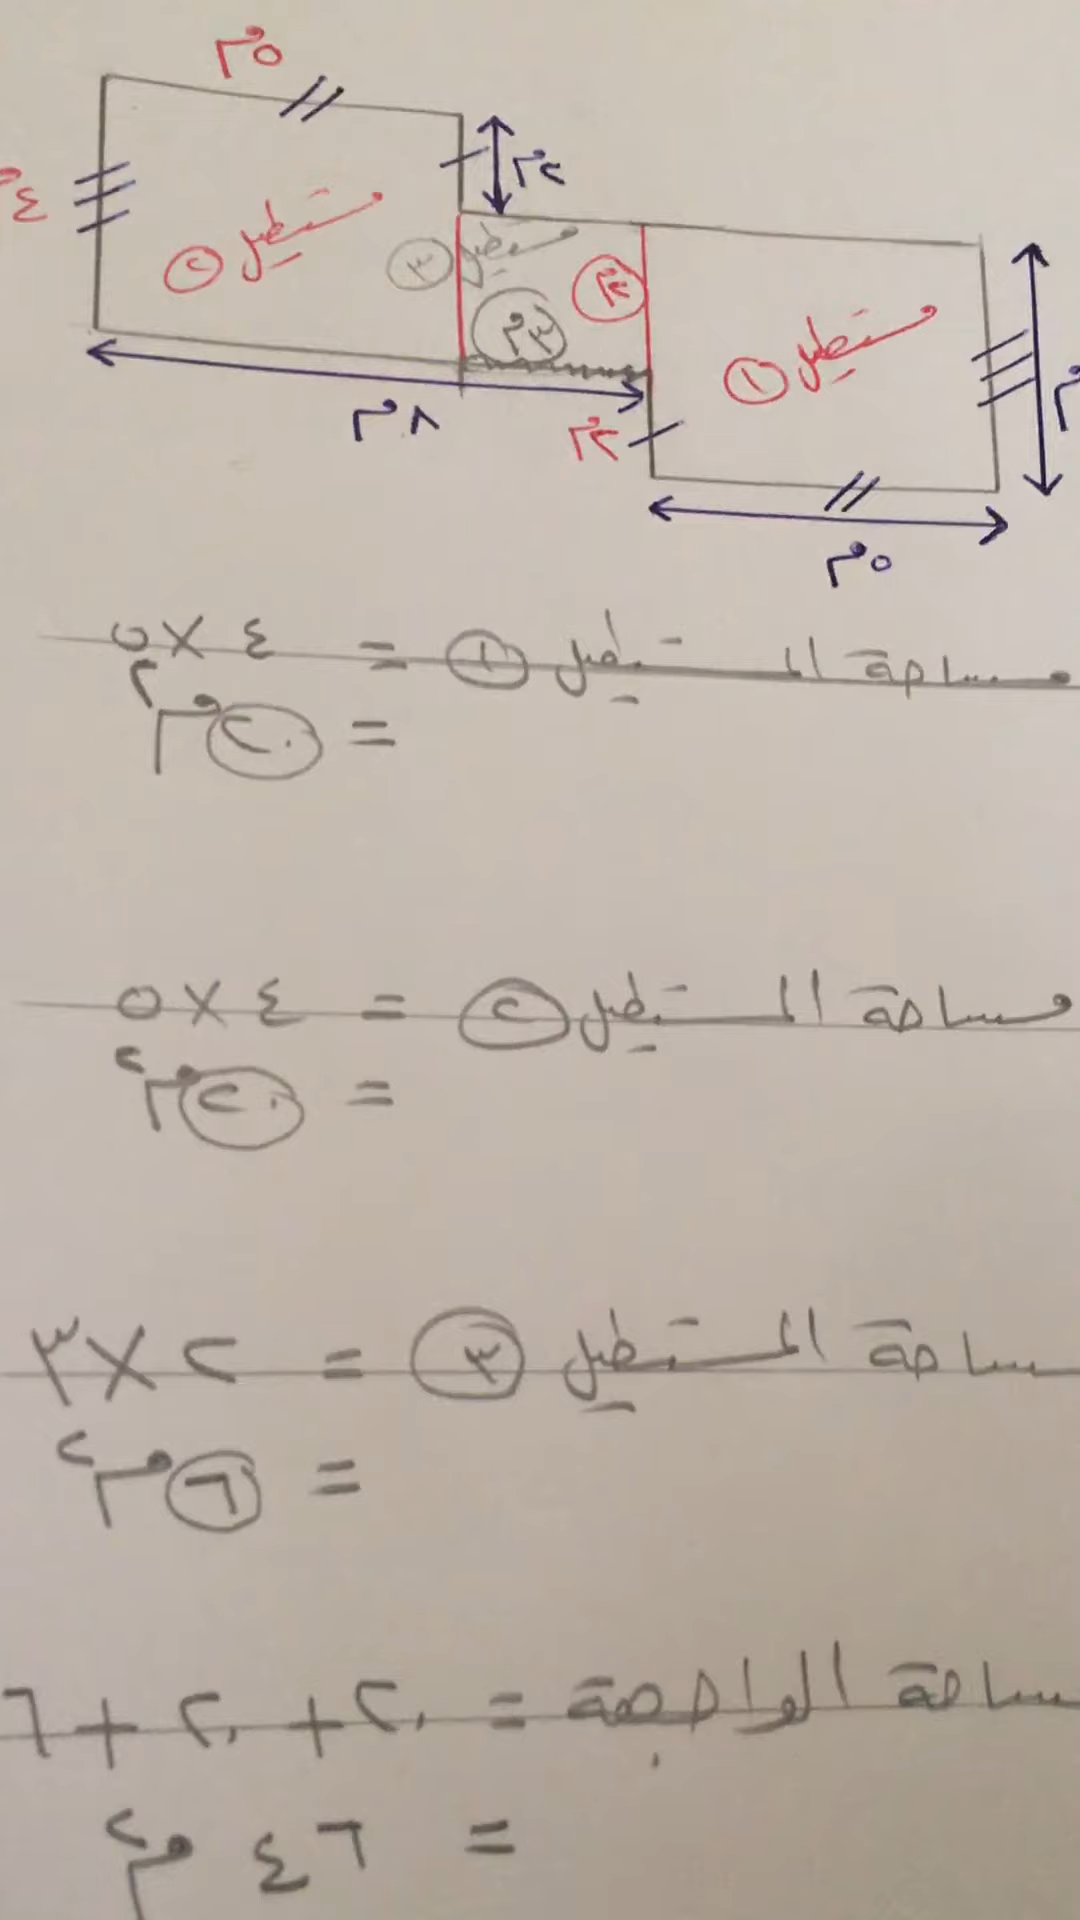 ٥م
٤م
٢م
مستطيل ٢
مستطيل ٣
٢م
٣م
مستطيل ١
٨م
٢م
م
٥م
مساحة المستطيل ١ = ٤ × ٥
= ٢٠ م٢
مساحة المستطيل ٢ = ٤ × ٥
= ٢٠ م٢
مساحة المستطيل ٣ = ٢ × ٣
= ٦ م٢
مساحة الواجهة = ٢٠ + ٢٠ + ٦
= ٤٦ م٢